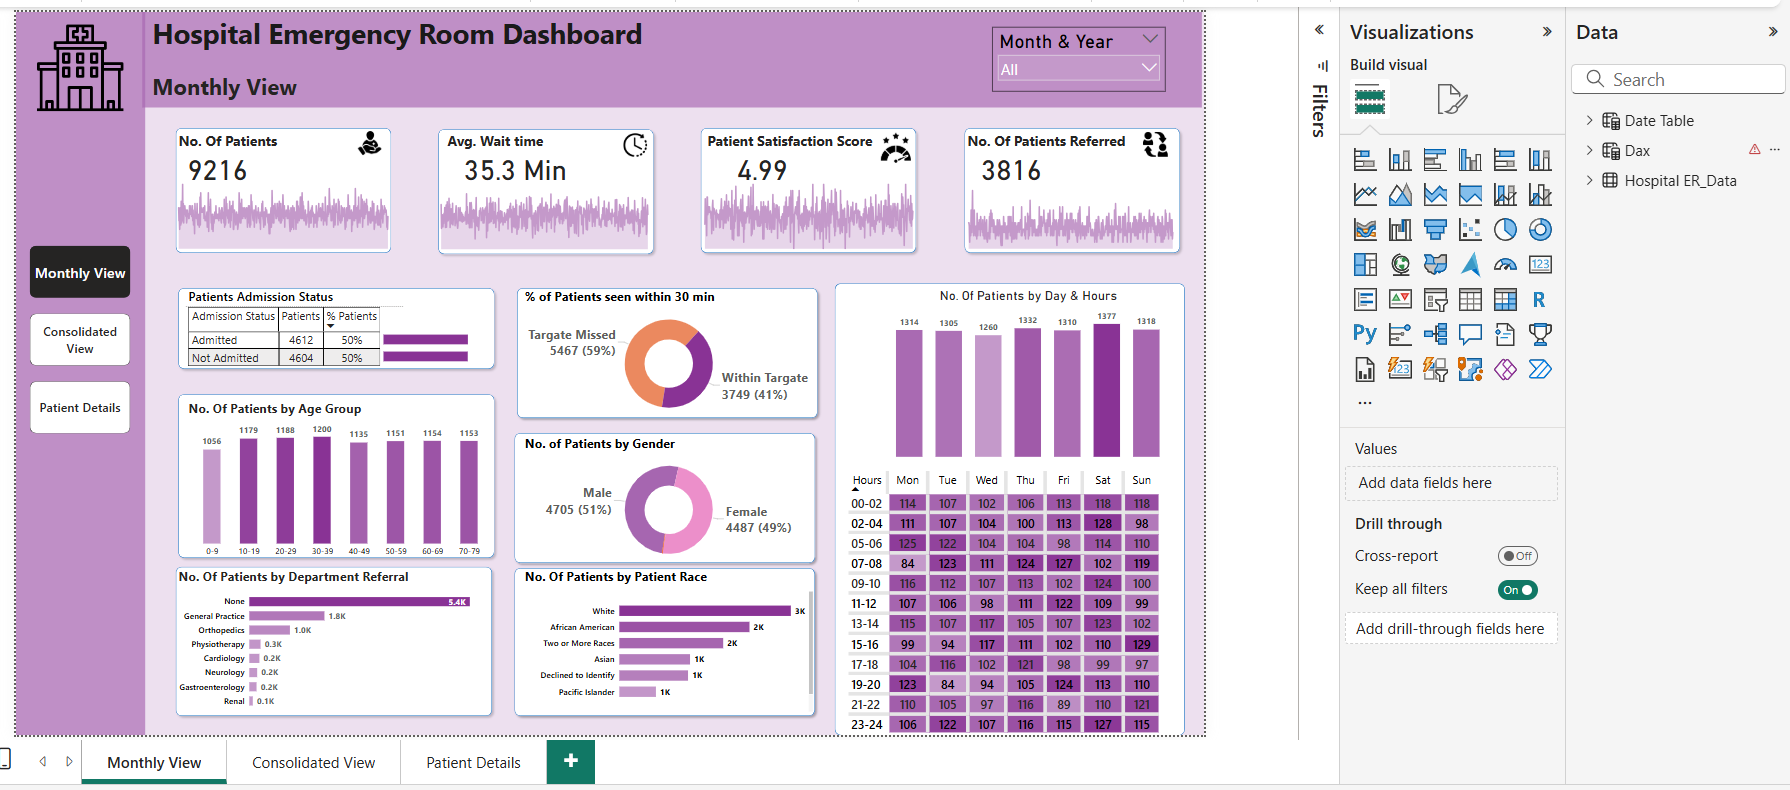 Hospital Emergency Room Dashboard
Monthly View
Month & Year
All
Monthly View
Consolidated
View
Patient Details
No. Of Patients
9216
Avg. Wait time
35.3 Min
Patient Satisfaction Score
4.99
No. Of Patients Referred
3816
Patients Admission Status
Admission Status Patients % Patients
Admitted 4612 50%
Not Admitted 4604 50%
% of Patients seen within 30 min
Targate Missed
5467 (59%)
Within Targate
3749 (41%)
No. Of Patients by Age Group
1056 1179 1188 1200 1135 1151 1154 1153
0-9 10-19 20-29 30-39 40-49 50-59 60-69 70-79
No. of Patients by Gender
Male
4705 (51%)
Female
4487 (49%)
No. Of Patients by Department Referral
None 5.4K
General Practice 1.8K
Orthopedics 1.0K
Physiotherapy 0.3K
Cardiology 0.2K
Neurology 0.2K
Gastroenterology 0.2K
Renal 0.1K
No. Of Patients by Patient Race
White 3K
African American 2K
Two or More Races 2K
Asian 1K
Declined to Identify 1K
Pacific Islander 1K
No. Of Patients by Day & Hours
1314 1305 1260 1332 1310 1377 1318
Hours Mon Tue Wed Thu Fri Sat Sun
00-02 114 107 102 106 113 118 118
02-04 111 107 104 100 113 128 98
05-06 125 122 104 104 98 114 110
07-08 84 123 111 124 127 102 119
09-10 116 112 107 113 102 124 100
11-12 107 106 98 111 122 109 99
13-14 115 107 117 105 107 123 102
15-16 99 94 117 111 102 110 129
17-18 104 116 102 121 98 99 97
19-20 123 84 94 105 124 113 110
21-22 110 105 97 116 89 110 121
23-24 106 122 107 116 115 127 115
Monthly View
Consolidated View
Patient Details
+
Filters
Visualizations
Build visual
123
R
Py
123
...
Values
Add data fields here
Drill through
Cross-report Off
Keep all filters On
Add drill-through fields here
Data
Search
Date Table
Dax ...
Hospital ER_Data